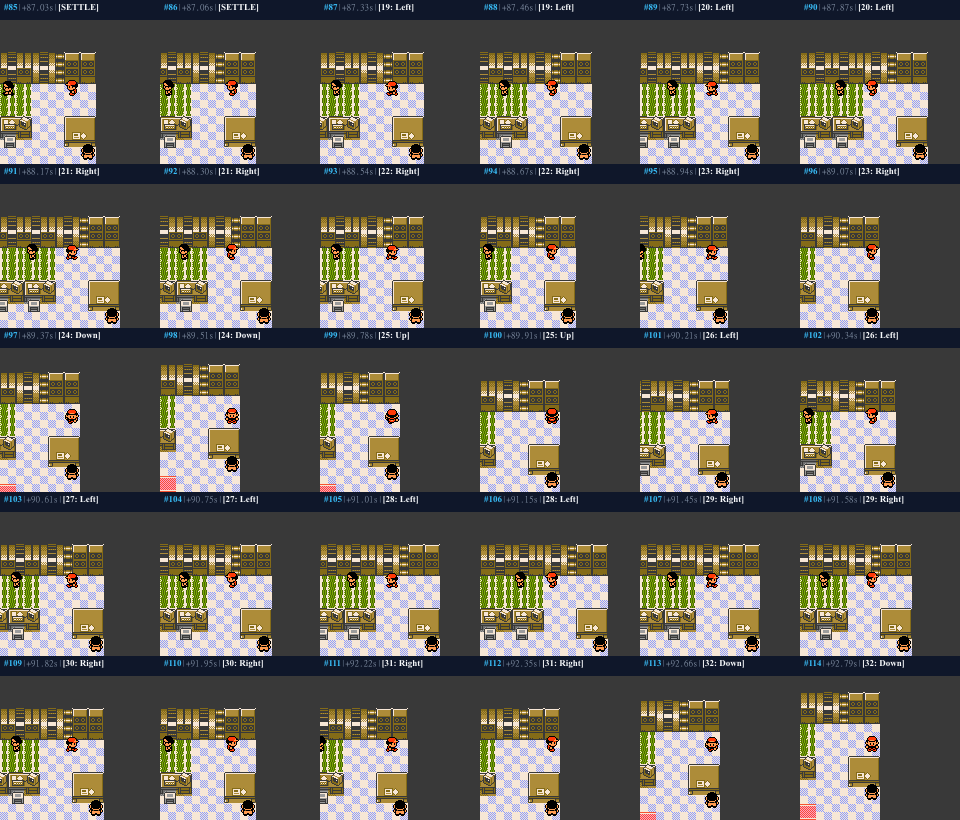 #85|+87.03s|[SETTLE] #86|+87.06s|[SETTLE] #87|+87.33s|[19: Left] #88|+87.46s|[19: Left] #89|+87.73s|[20: Left] #90|+87.87s|[20: Left]
#91|+88.17s|[21: Right] #92|+88.30s|[21: Right] #93|+88.54s|[22: Right] #94|+88.67s|[22: Right] #95|+88.94s|[23: Right] #96|+89.07s|[23: Right]
#97|+89.37s|[24: Down] #98|+89.51s|[24: Down] #99|+89.78s|[25: Up] #100|+89.91s|[25: Up] #101|+90.21s|[26: Left] #102|+90.34s|[26: Left]
#103|+90.61s|[27: Left] #104|+90.75s|[27: Left] #105|+91.01s|[28: Left] #106|+91.15s|[28: Left] #107|+91.45s|[29: Right] #108|+91.58s|[29: Right]
#109|+91.82s|[30: Right] #110|+91.95s|[30: Right] #111|+92.22s|[31: Right] #112|+92.35s|[31: Right] #113|+92.66s|[32: Down] #114|+92.79s|[32: Down]